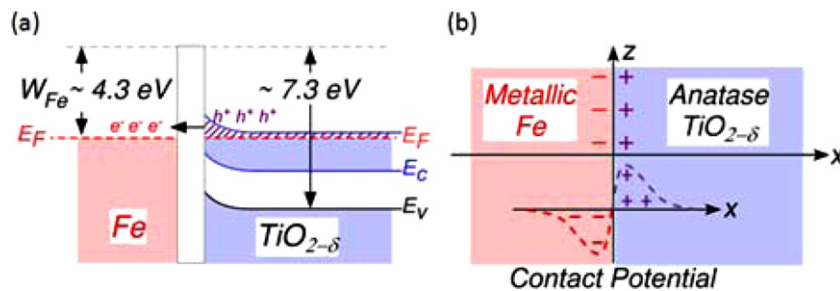 (a)
W_Fe ~ 4.3 eV
~ 7.3 eV
h⁺ h⁺ h⁺
e⁻ e⁻ e⁻
E_F
E_F
E_C
E_V
Fe
TiO_2-δ
(b)
z
Metallic
Fe
Anatase
TiO_2-δ
x
x
Contact Potential